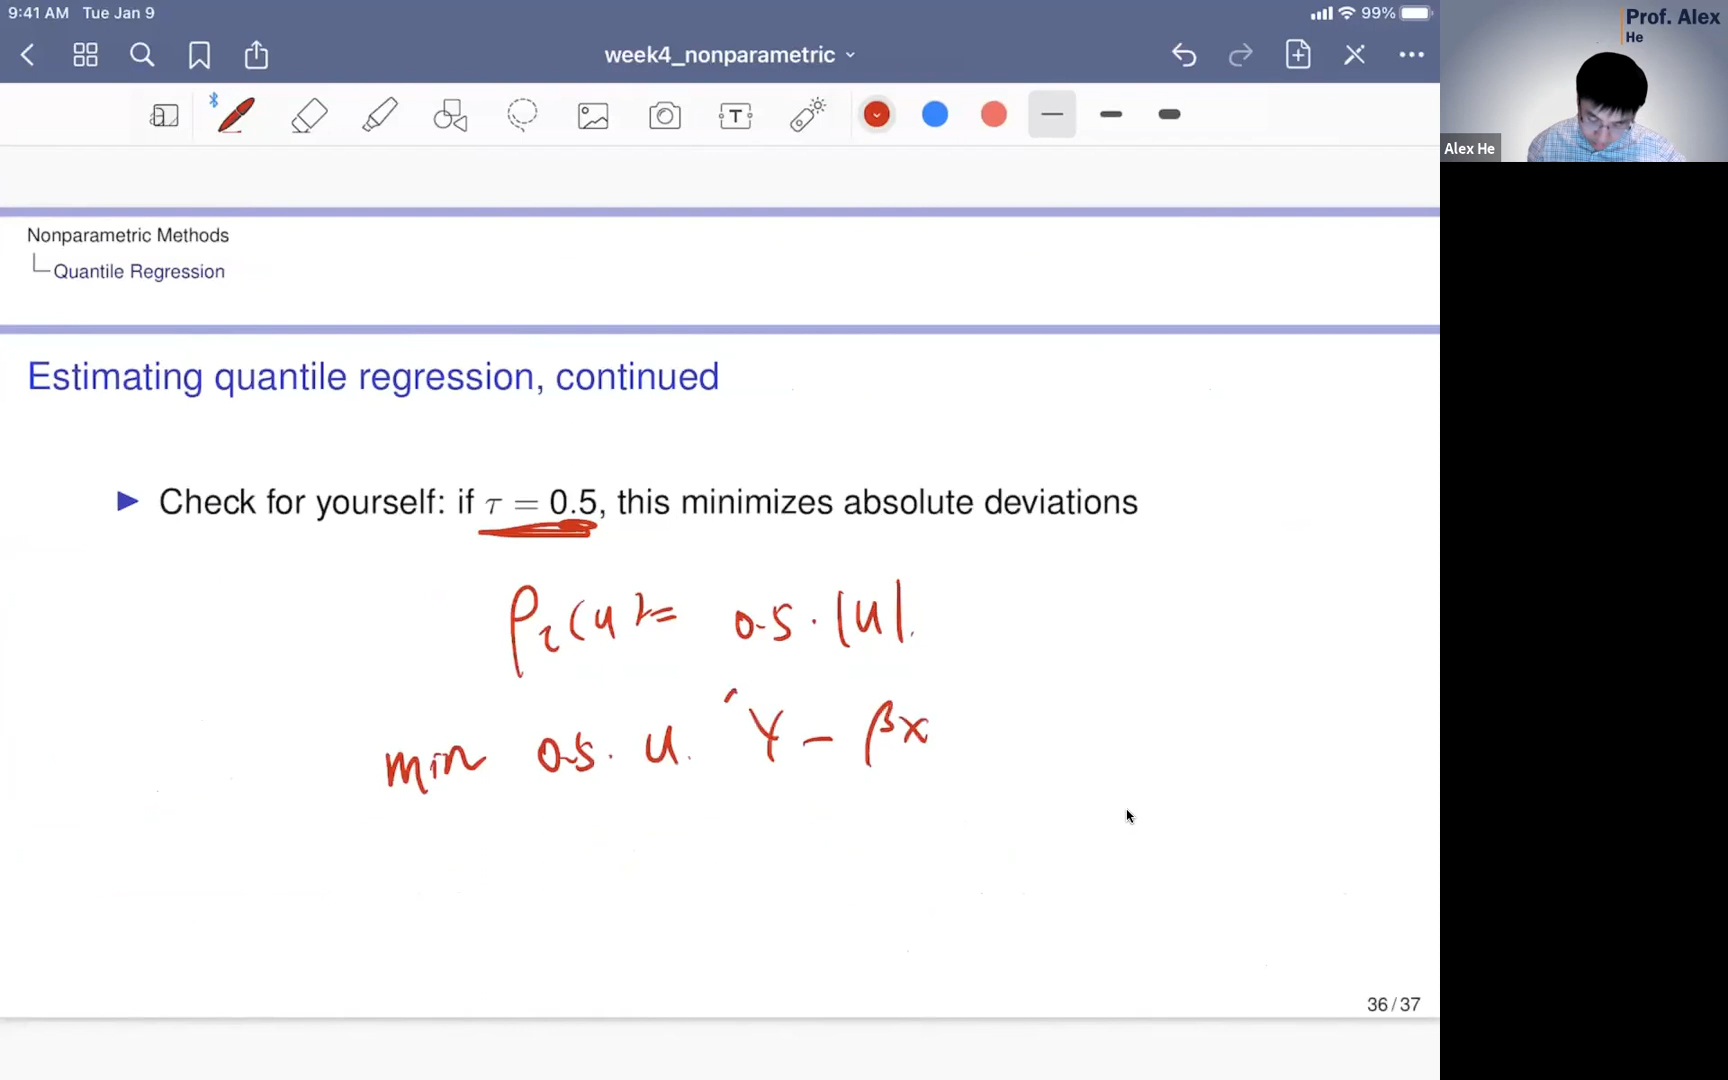 9:41 AM Tue Jan 9
99%
week4_nonparametric
T
Prof. Alex
He
Alex He
Nonparametric Methods
Quantile Regression
Estimating quantile regression, continued
Check for yourself: if τ = 0.5, this minimizes absolute deviations
ρτ(u) = 0.5 · |u|.
min 0.5 · u. Y - βx
36 / 37